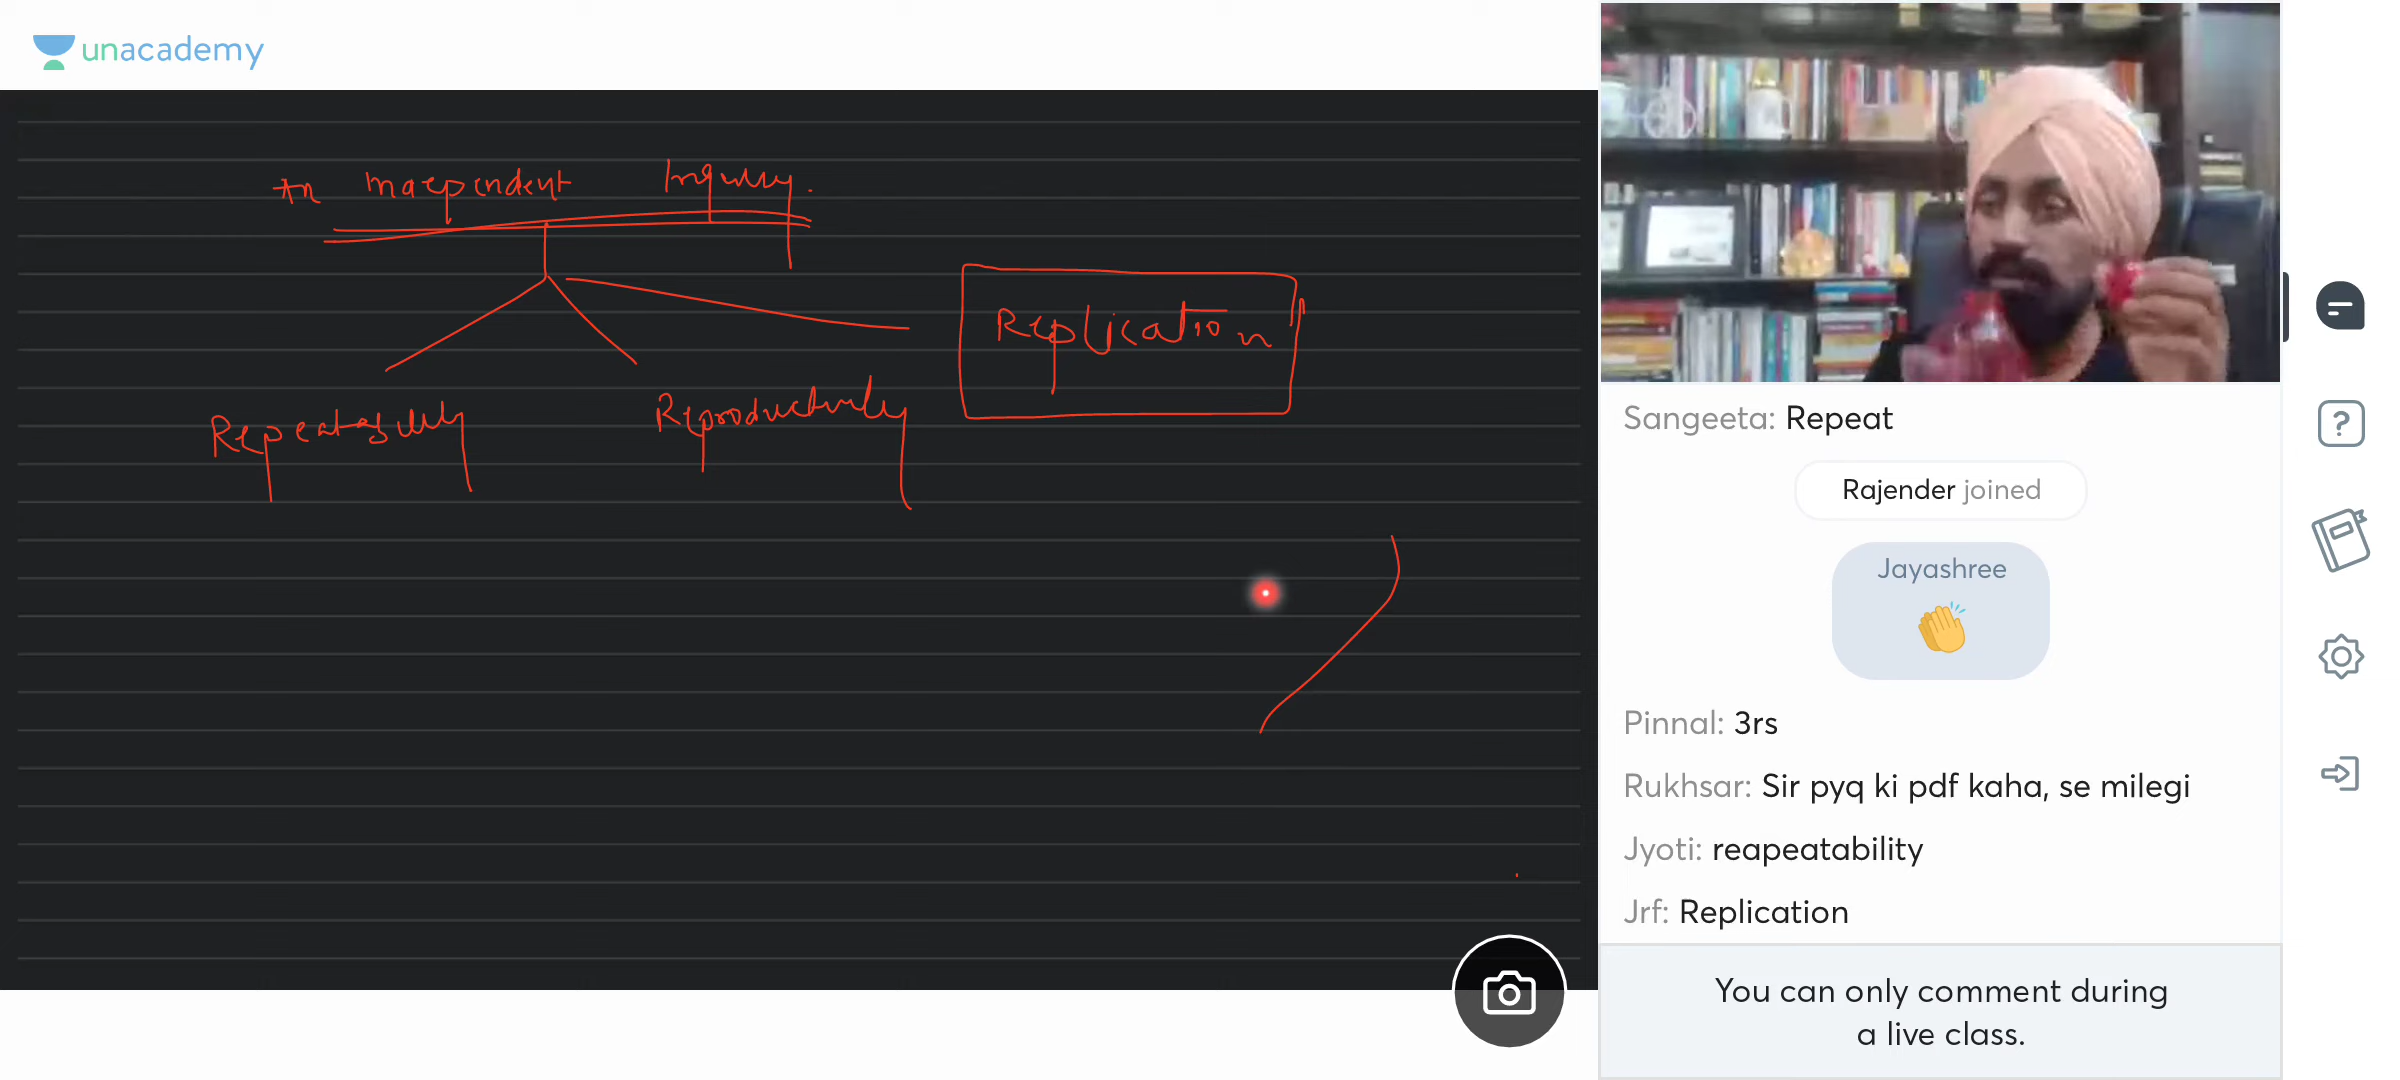 unacademy
An Independent Inquiry.
Replication
Repeatability
Reproductivity
Sangeeta: Repeat
Rajender joined
Jayashree
Pinnal: 3rs
Rukhsar: Sir pyq ki pdf kaha, se milegi
Jyoti: reapeatability
Jrf: Replication
You can only comment during
a live class.